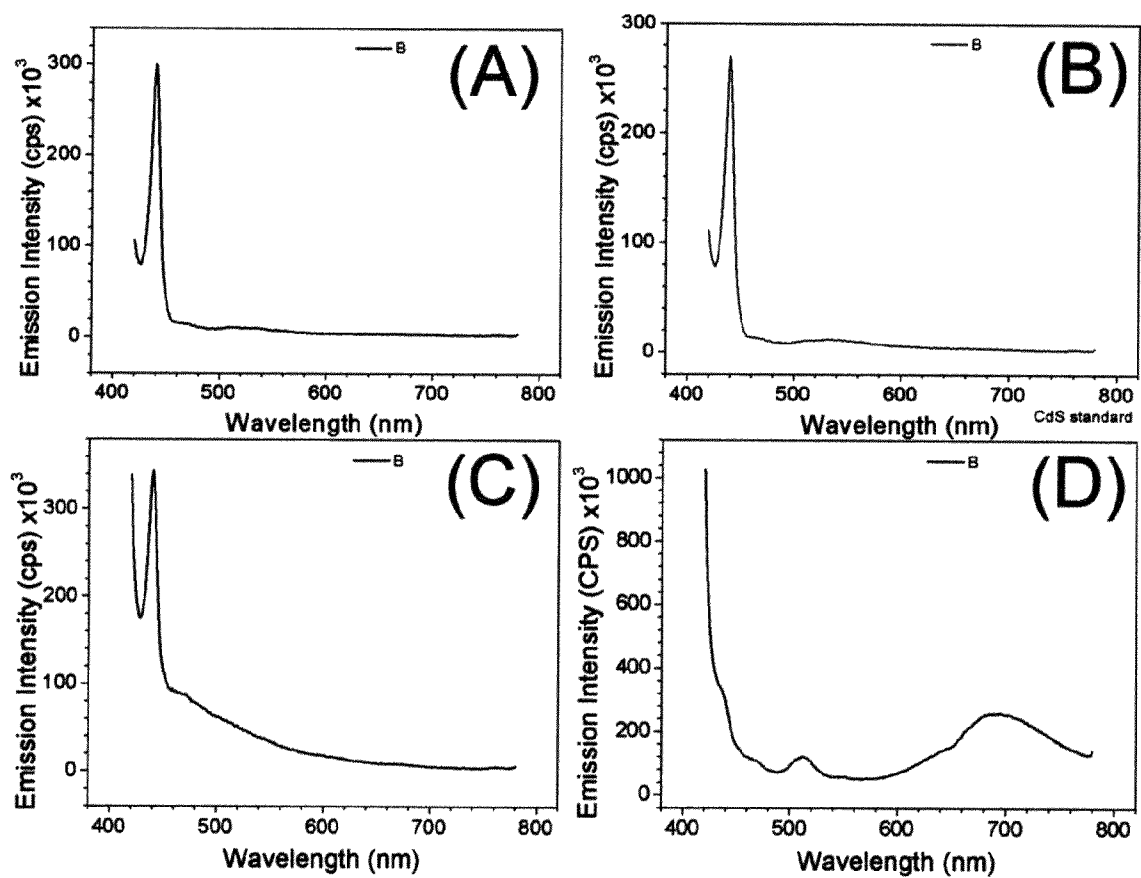 (A)
B
Emission Intensity (cps) x10³
300
200
100
0
400 500 600 700 800
Wavelength (nm)
(B)
B
Emission Intensity (cps) x10³
300
200
100
0
400 500 600 700 800
Wavelength (nm)
CdS standard
(C)
B
Emission Intensity (cps) x10³
300
200
100
0
400 500 600 700 800
Wavelength (nm)
(D)
B
Emission Intensity (CPS) x10³
1000
800
600
400
200
0
400 500 600 700 800
Wavelength (nm)